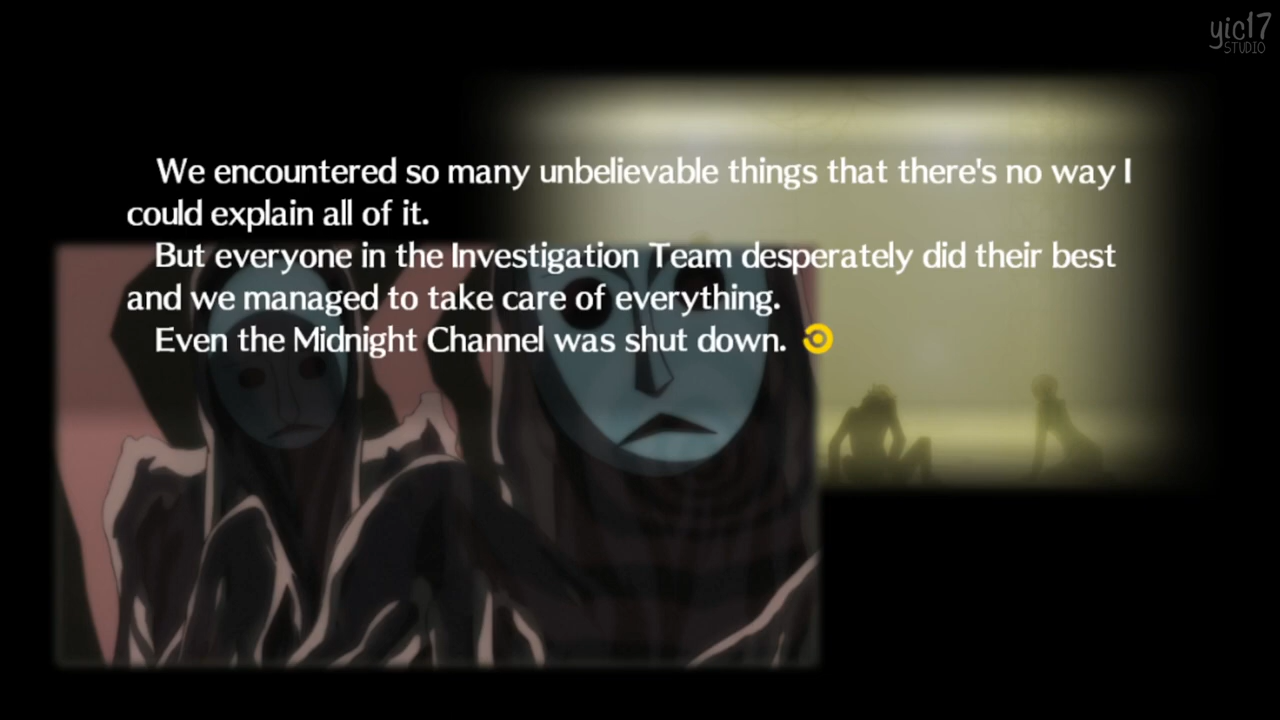 yic17
STUDIO
We encountered so many unbelievable things that there's no way I
could explain all of it.
But everyone in the Investigation Team desperately did their best
and we managed to take care of everything.
Even the Midnight Channel was shut down.